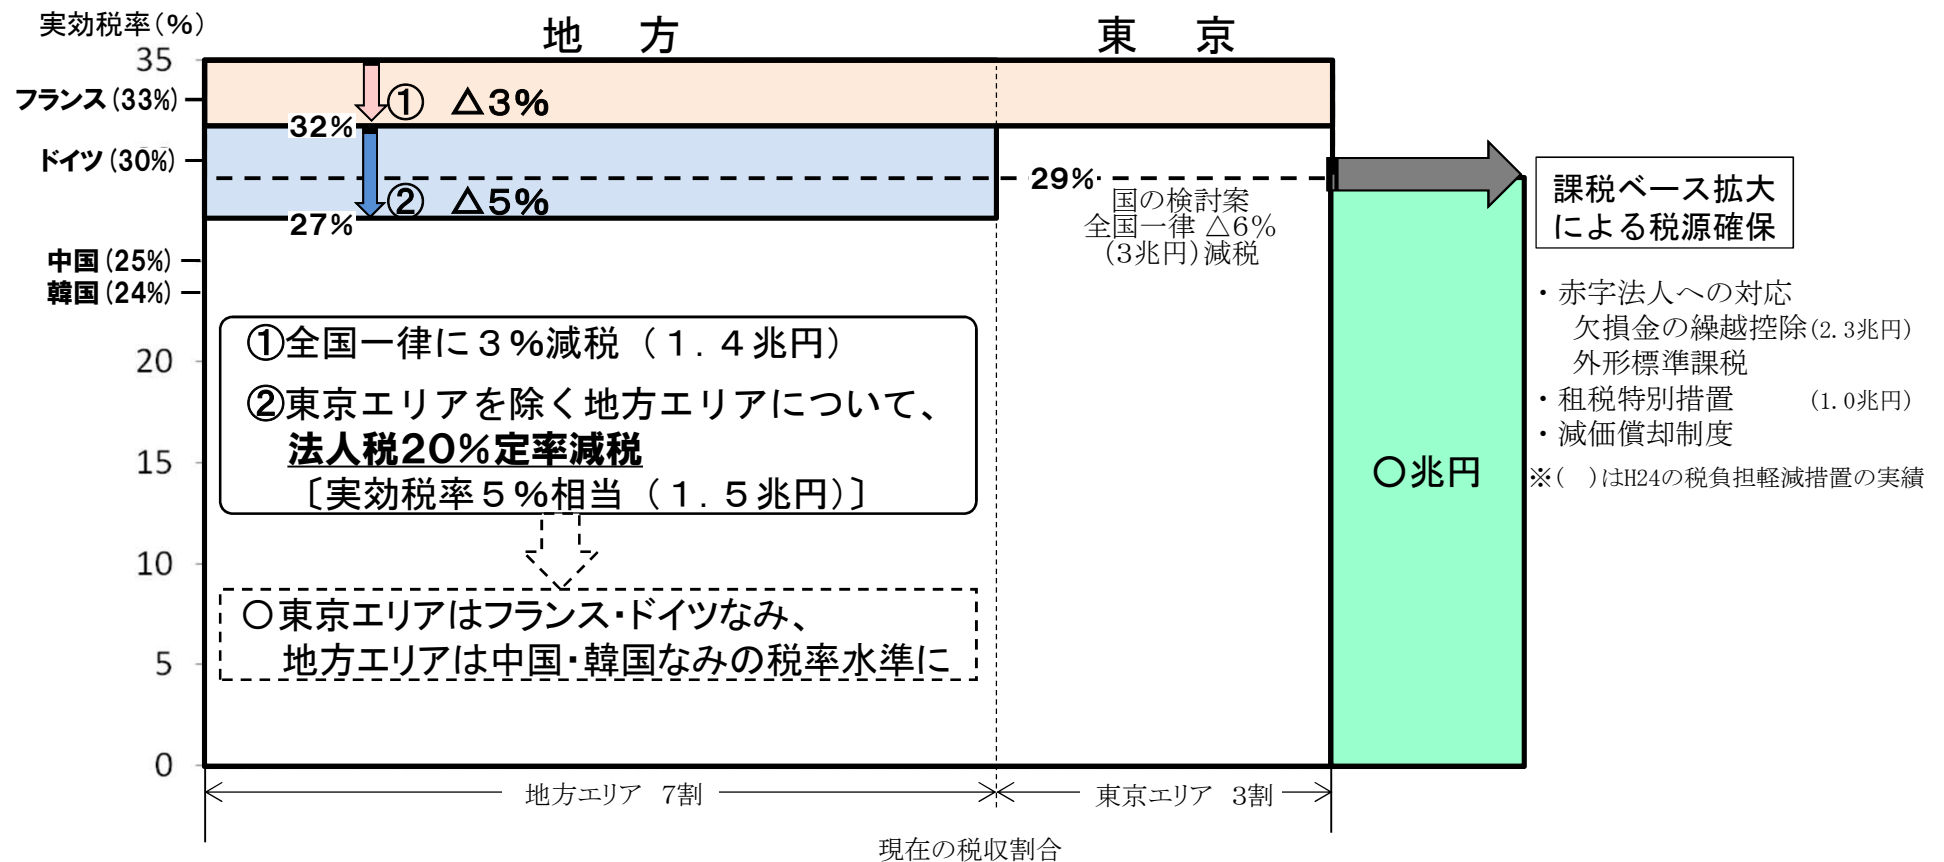 実効税率(％)
地　方
東　京
35
フランス(33%)
① △3%
32%
ドイツ(30%)
29%
② △5%
27%
国の検討案
全国一律 △6％
(3兆円)減税
課税ベース拡大
による税源確保
中国(25%)
韓国(24%)
・赤字法人への対応
欠損金の繰越控除(2.3兆円)
外形標準課税
・租税特別措置　(1.0兆円)
・減価償却制度
※(　)はH24の税負担軽減措置の実績
①全国一律に３％減税（１．４兆円）
②東京エリアを除く地方エリアについて、
法人税20％定率減税
〔実効税率５％相当（１．５兆円）〕
20
15
10
5
0
〇兆円
〇東京エリアはフランス・ドイツなみ、
地方エリアは中国・韓国なみの税率水準に
地方エリア　7割
東京エリア　3割
現在の税収割合